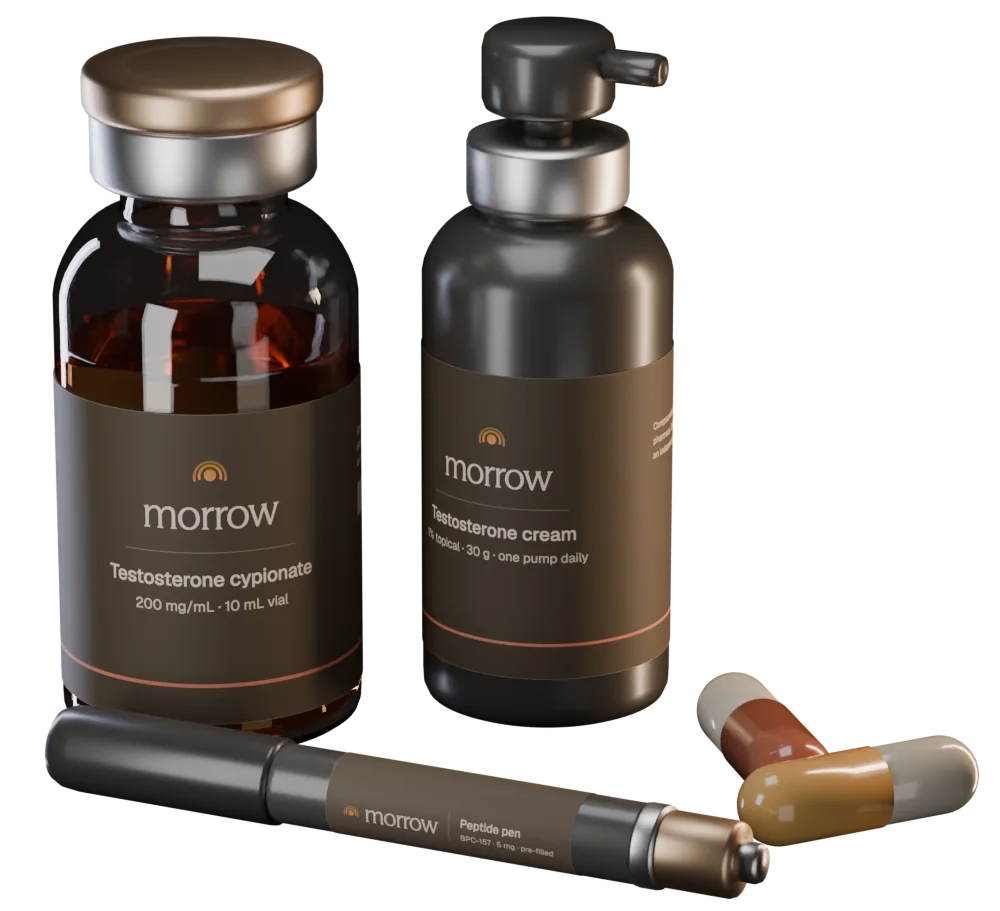 morrow
Testosterone cypionate
200 mg/mL · 10 mL vial
morrow
Testosterone cream
topical · 30 g · one pump daily
morrow
Peptide pen
BPC-157 · 5 mg · pre-filled